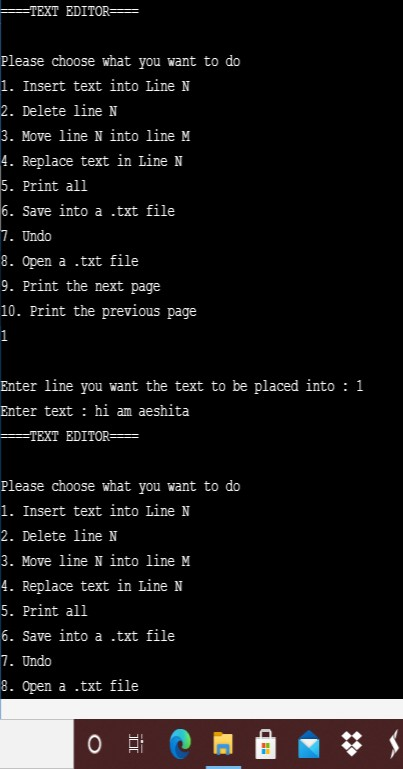 ====TEXT EDITOR====
Please choose what you want to do
1. Insert text into Line N
2. Delete line N
3. Move line N into line M
4. Replace text in Line N
5. Print all
6. Save into a .txt file
7. Undo
8. Open a .txt file
9. Print the next page
10. Print the previous page
1
Enter line you want the text to be placed into : 1
Enter text : hi am aeshita
====TEXT EDITOR====
Please choose what you want to do
1. Insert text into Line N
2. Delete line N
3. Move line N into line M
4. Replace text in Line N
5. Print all
6. Save into a .txt file
7. Undo
8. Open a .txt file